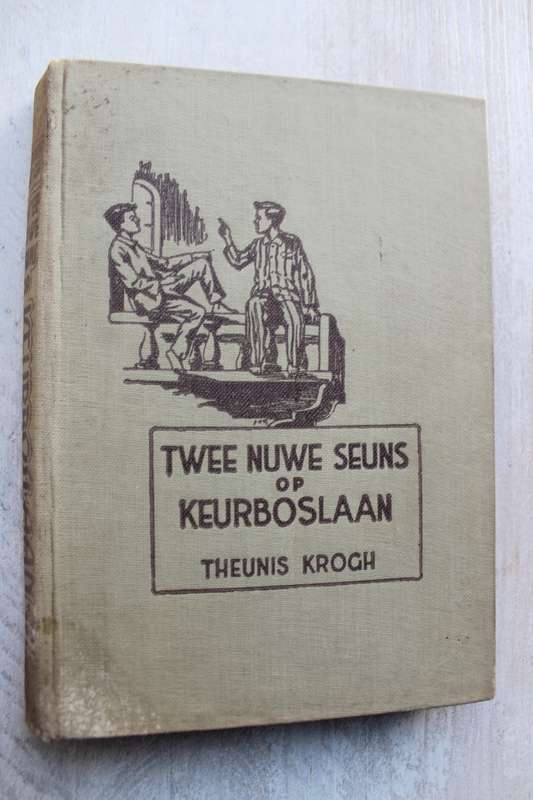 TWEE NUWE SEUNS
OP
KEURBOSLAAN
THEUNIS KROGH